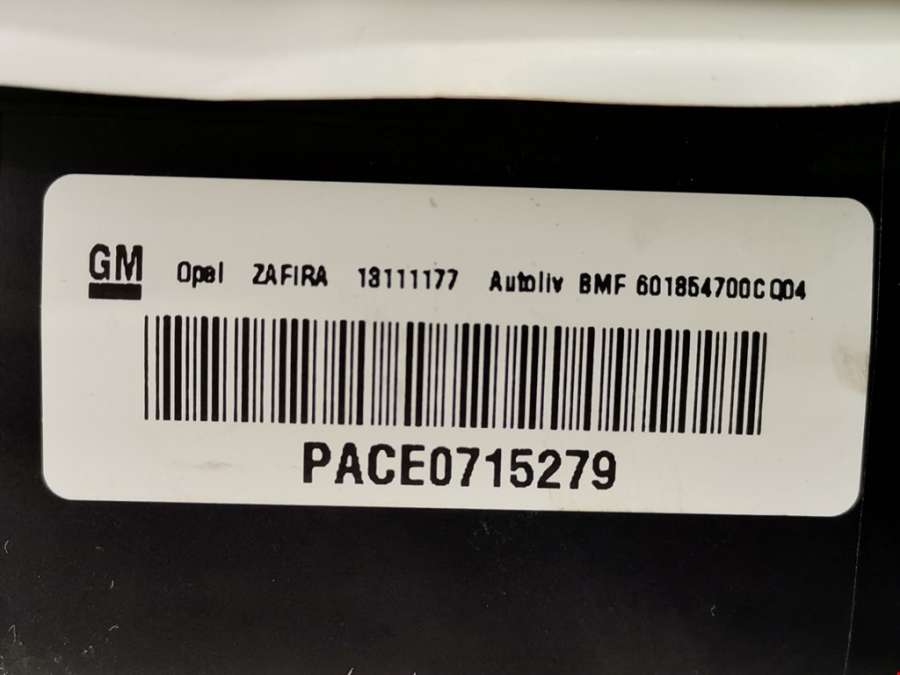 GM Opel ZAFIRA 13111177 Autoliv BMF 601854700C Q04
PACE0715279